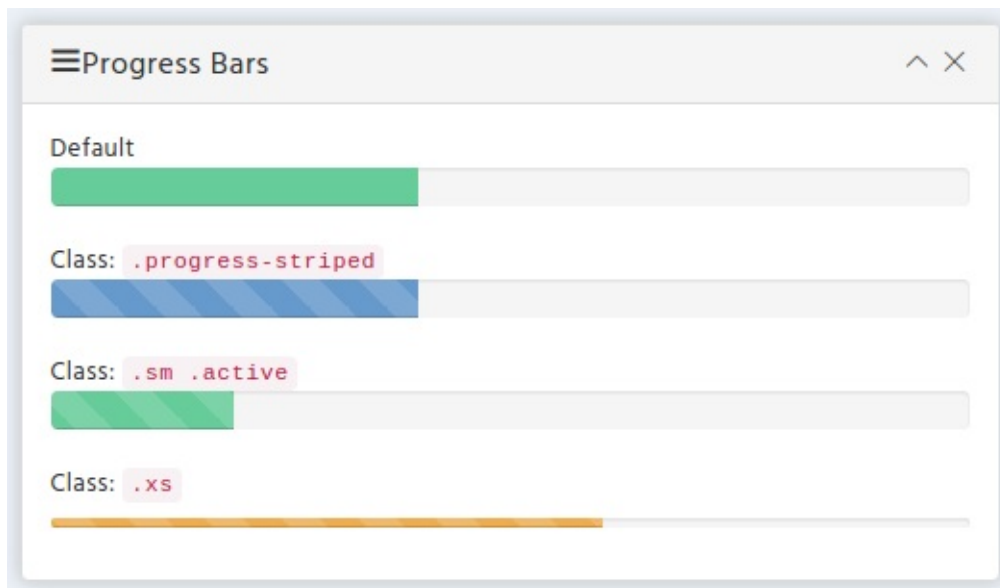 Progress Bars
Default
Class: .progress-striped
Class: .sm .active
Class: .xs